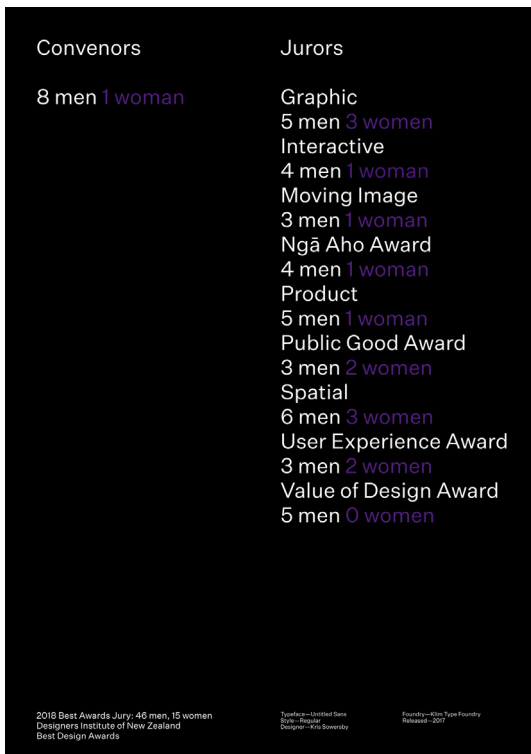 Convenors
8 men 1 woman
Jurors
Graphic
5 men 3 women
Interactive
4 men 1 woman
Moving Image
3 men 1 woman
Ngā Aho Award
4 men 1 woman
Product
5 men 1 woman
Public Good Award
3 men 2 women
Spatial
6 men 3 women
User Experience Award
3 men 2 women
Value of Design Award
5 men 0 women
2018 Best Awards Jury: 46 men, 15 women
Designers Institute of New Zealand
Best Design Awards
Typeface—Untitled Sans
Style—Regular
Designer—Kris Sowersby
Foundry—Klim Type Foundry
Released—2017